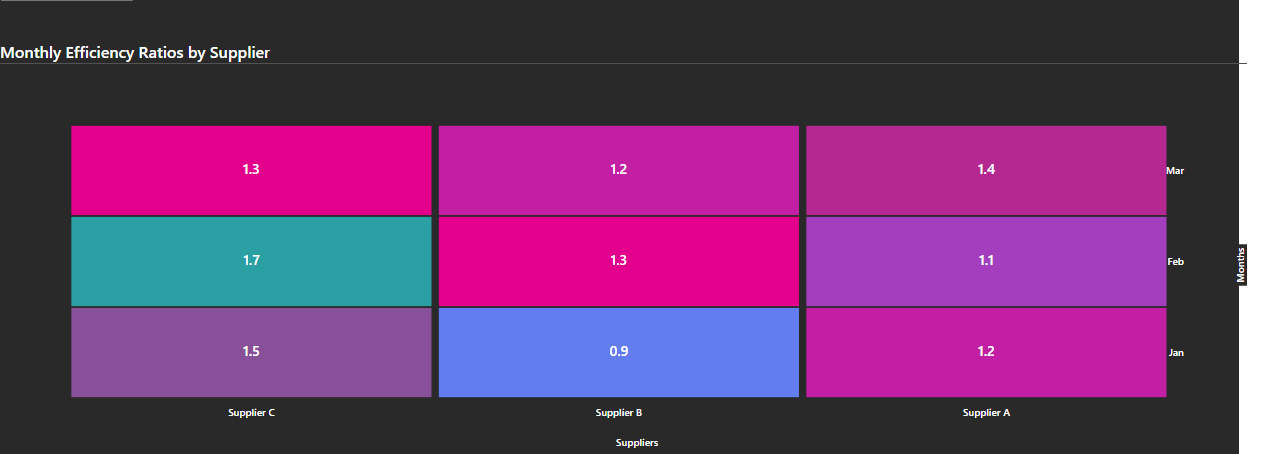 Monthly Efficiency Ratios by Supplier
1.3 1.2 1.4 Mar
1.7 1.3 1.1 Feb
Months
1.5 0.9 1.2 Jan
Supplier C Supplier B Supplier A
Suppliers